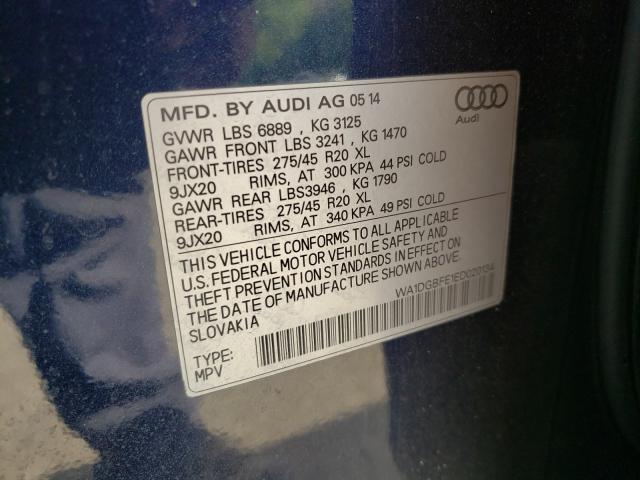 MFD. BY AUDI AG 05 14
Audi
GVWR LBS 6889 , KG 3125
GAWR FRONT LBS 3241 , KG 1470
FRONT-TIRES 275/45 R20 XL
9JX20 RIMS, AT 300 KPA 44 PSI COLD
GAWR REAR LBS3946 , KG 1790
REAR-TIRES 275/45 R20 XL
9JX20 RIMS, AT 340 KPA 49 PSI COLD
THIS VEHICLE CONFORMS TO ALL APPLICABLE
U.S. FEDERAL MOTOR VEHICLE SAFETY AND
THEFT PREVENTION STANDARDS IN EFFECT ON
THE DATE OF MANUFACTURE SHOWN ABOVE.
SLOVAKIA
WA1DGBFE1ED020134
TYPE:
MPV